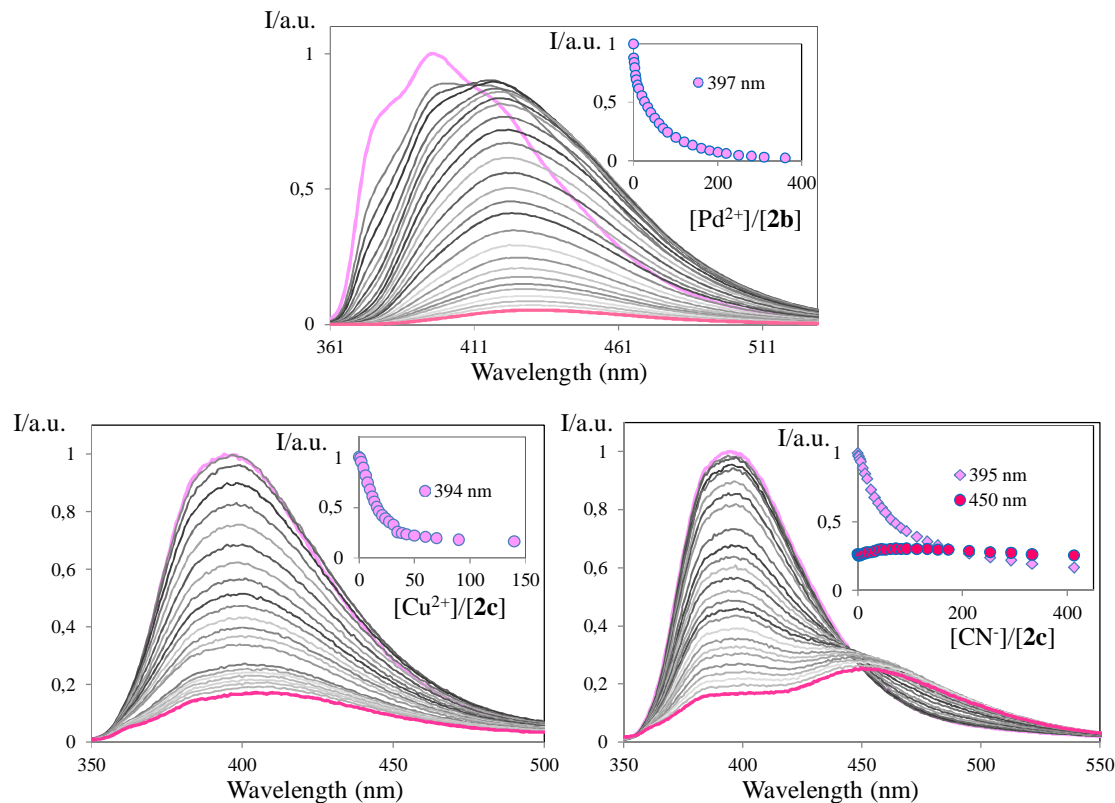 I/a.u.
1
0,5
0
361
411
461
511
Wavelength (nm)
I/a.u.
1
0,5
0
0
200
400
397 nm
[Pd²⁺]/[2b]
I/a.u.
1
0,8
0,6
0,4
0,2
0
350
400
450
500
Wavelength (nm)
I/a.u.
1
0,5
0
0
50
100
150
394 nm
[Cu²⁺]/[2c]
I/a.u.
1
0,8
0,6
0,4
0,2
0
350
400
450
500
550
Wavelength (nm)
I/a.u.
1
0,5
0
0
200
400
395 nm
450 nm
[CN⁻]/[2c]